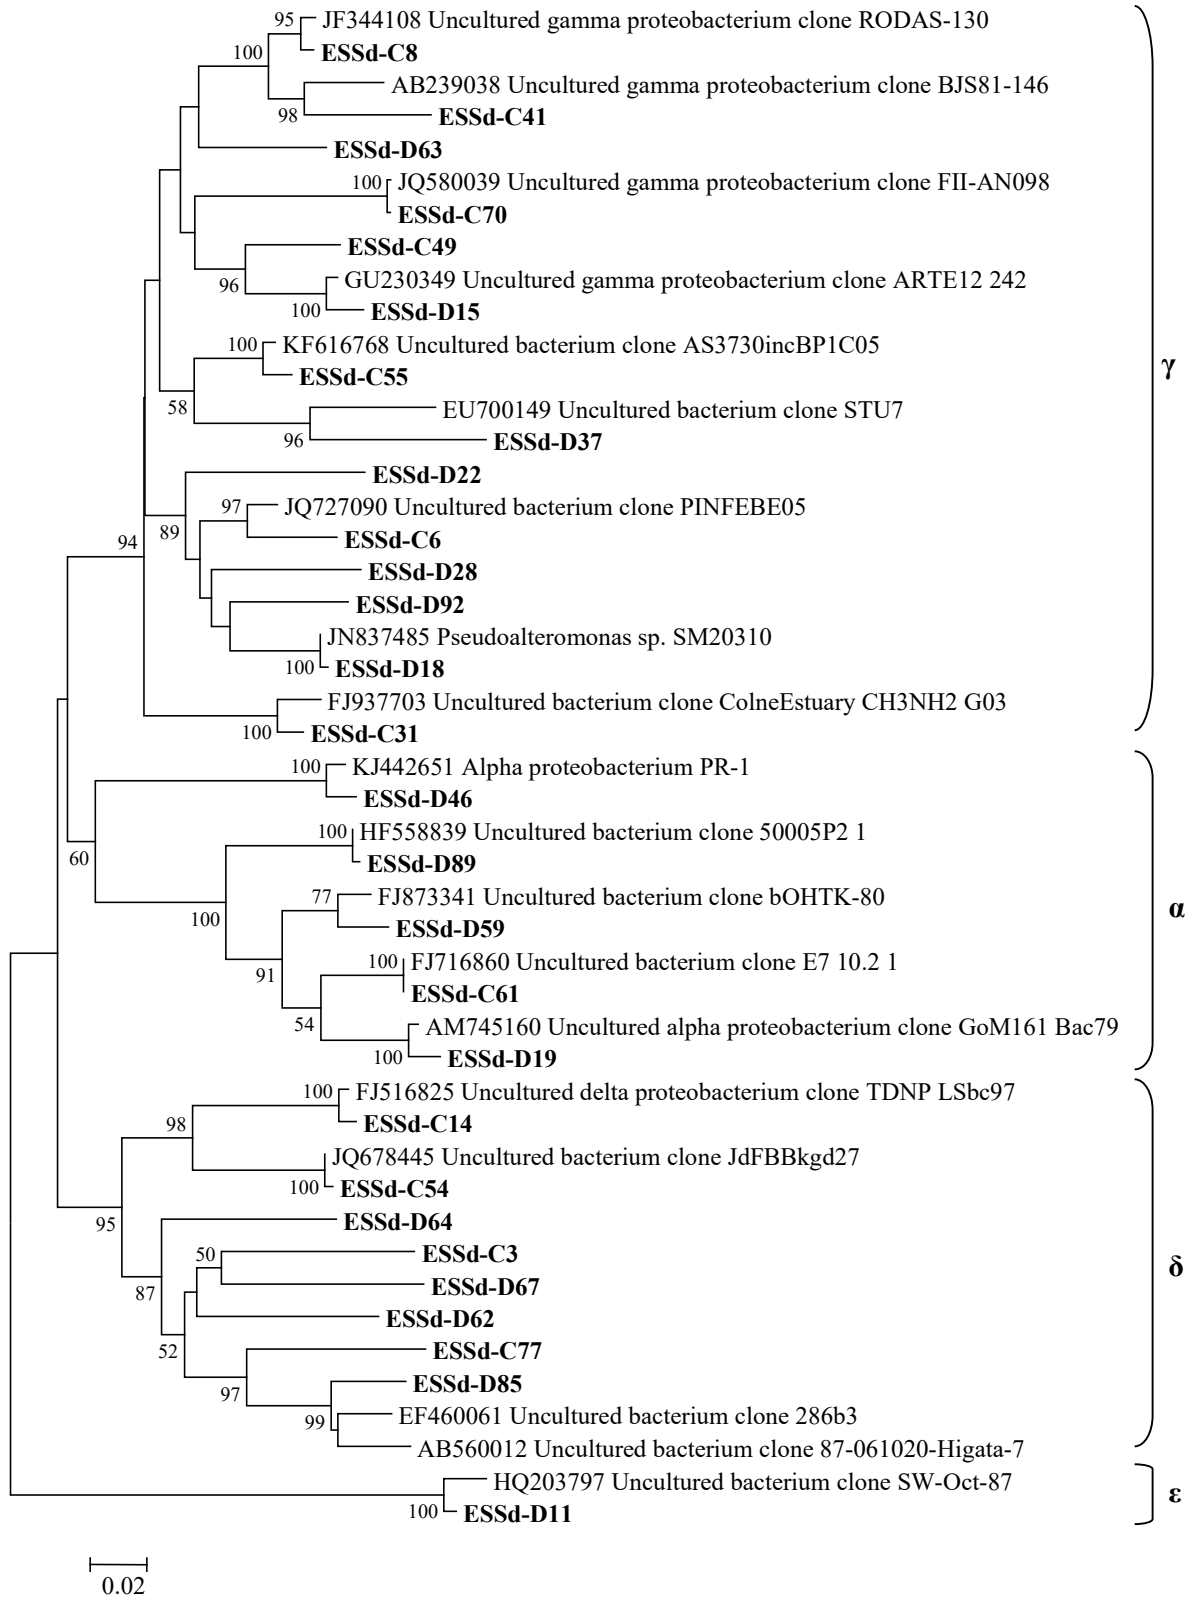 95
JF344108 Uncultured gamma proteobacterium clone RODAS-130
100
ESSd-C8
AB239038 Uncultured gamma proteobacterium clone BJS81-146
98
ESSd-C41
ESSd-D63
100
JQ580039 Uncultured gamma proteobacterium clone FII-AN098
ESSd-C70
ESSd-C49
96
GU230349 Uncultured gamma proteobacterium clone ARTE12 242
100
ESSd-D15
100
KF616768 Uncultured bacterium clone AS3730incBP1C05
γ
ESSd-C55
58
EU700149 Uncultured bacterium clone STU7
96
ESSd-D37
ESSd-D22
97
JQ727090 Uncultured bacterium clone PINFEBE05
89
94
ESSd-C6
ESSd-D28
ESSd-D92
JN837485 Pseudoalteromonas sp. SM20310
100
ESSd-D18
FJ937703 Uncultured bacterium clone ColneEstuary CH3NH2 G03
100
ESSd-C31
100
KJ442651 Alpha proteobacterium PR-1
ESSd-D46
100
HF558839 Uncultured bacterium clone 50005P2 1
60
ESSd-D89
77
FJ873341 Uncultured bacterium clone bOHTK-80
α
100
ESSd-D59
100
FJ716860 Uncultured bacterium clone E7 10.2 1
91
ESSd-C61
54
AM745160 Uncultured alpha proteobacterium clone GoM161 Bac79
100
ESSd-D19
100
FJ516825 Uncultured delta proteobacterium clone TDNP LSbc97
98
ESSd-C14
JQ678445 Uncultured bacterium clone JdFBBkgd27
100
ESSd-C54
95
ESSd-D64
50
ESSd-C3
δ
87
ESSd-D67
ESSd-D62
52
ESSd-C77
97
ESSd-D85
99
EF460061 Uncultured bacterium clone 286b3
AB560012 Uncultured bacterium clone 87-061020-Higata-7
HQ203797 Uncultured bacterium clone SW-Oct-87
ε
100
ESSd-D11
0.02